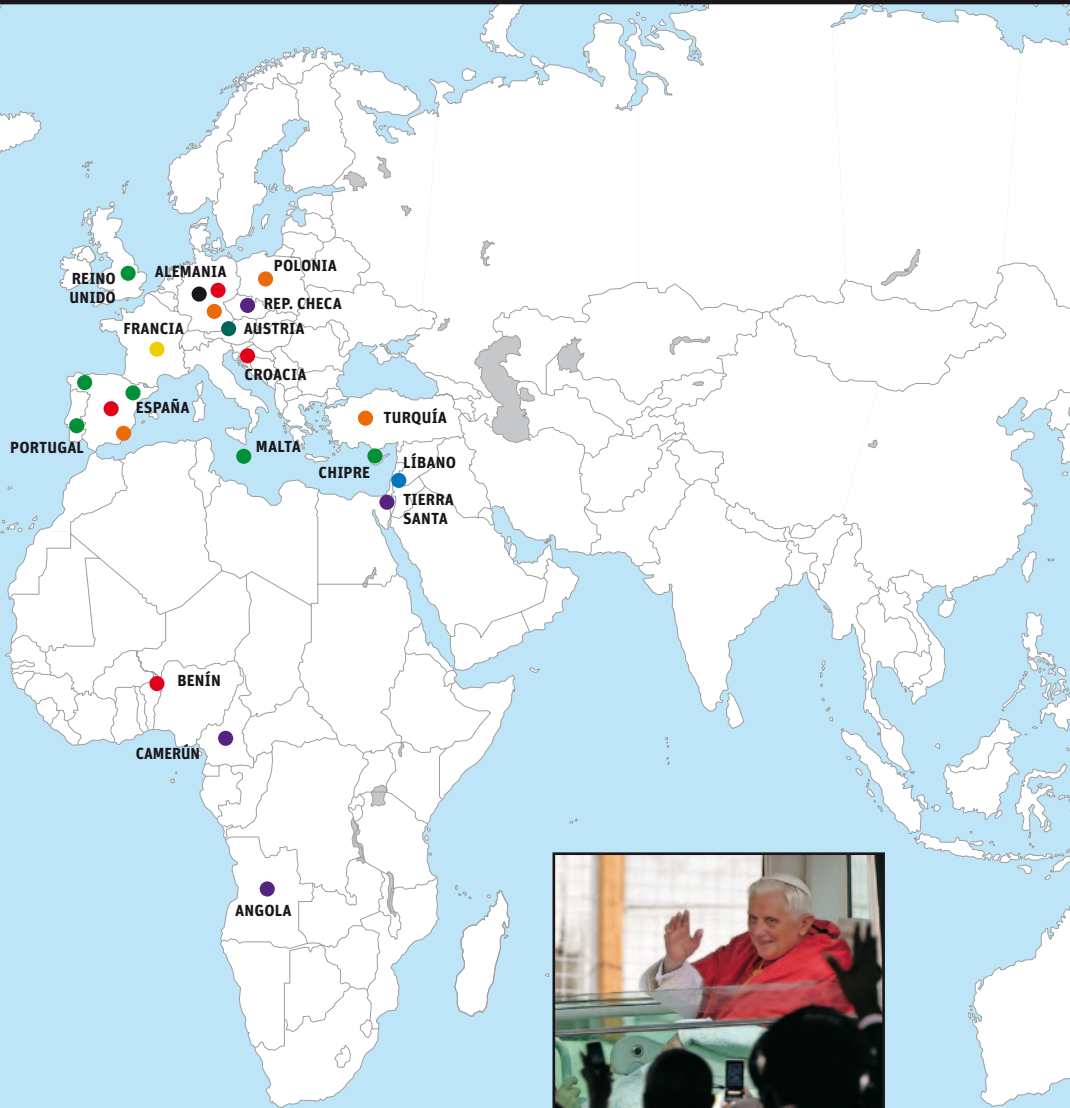 REINO
UNIDO
ALEMANIA
POLONIA
REP. CHECA
FRANCIA
AUSTRIA
CROACIA
ESPAÑA
PORTUGAL
TURQUÍA
MALTA
CHIPRE
LÍBANO
TIERRA
SANTA
BENÍN
CAMERÚN
ANGOLA